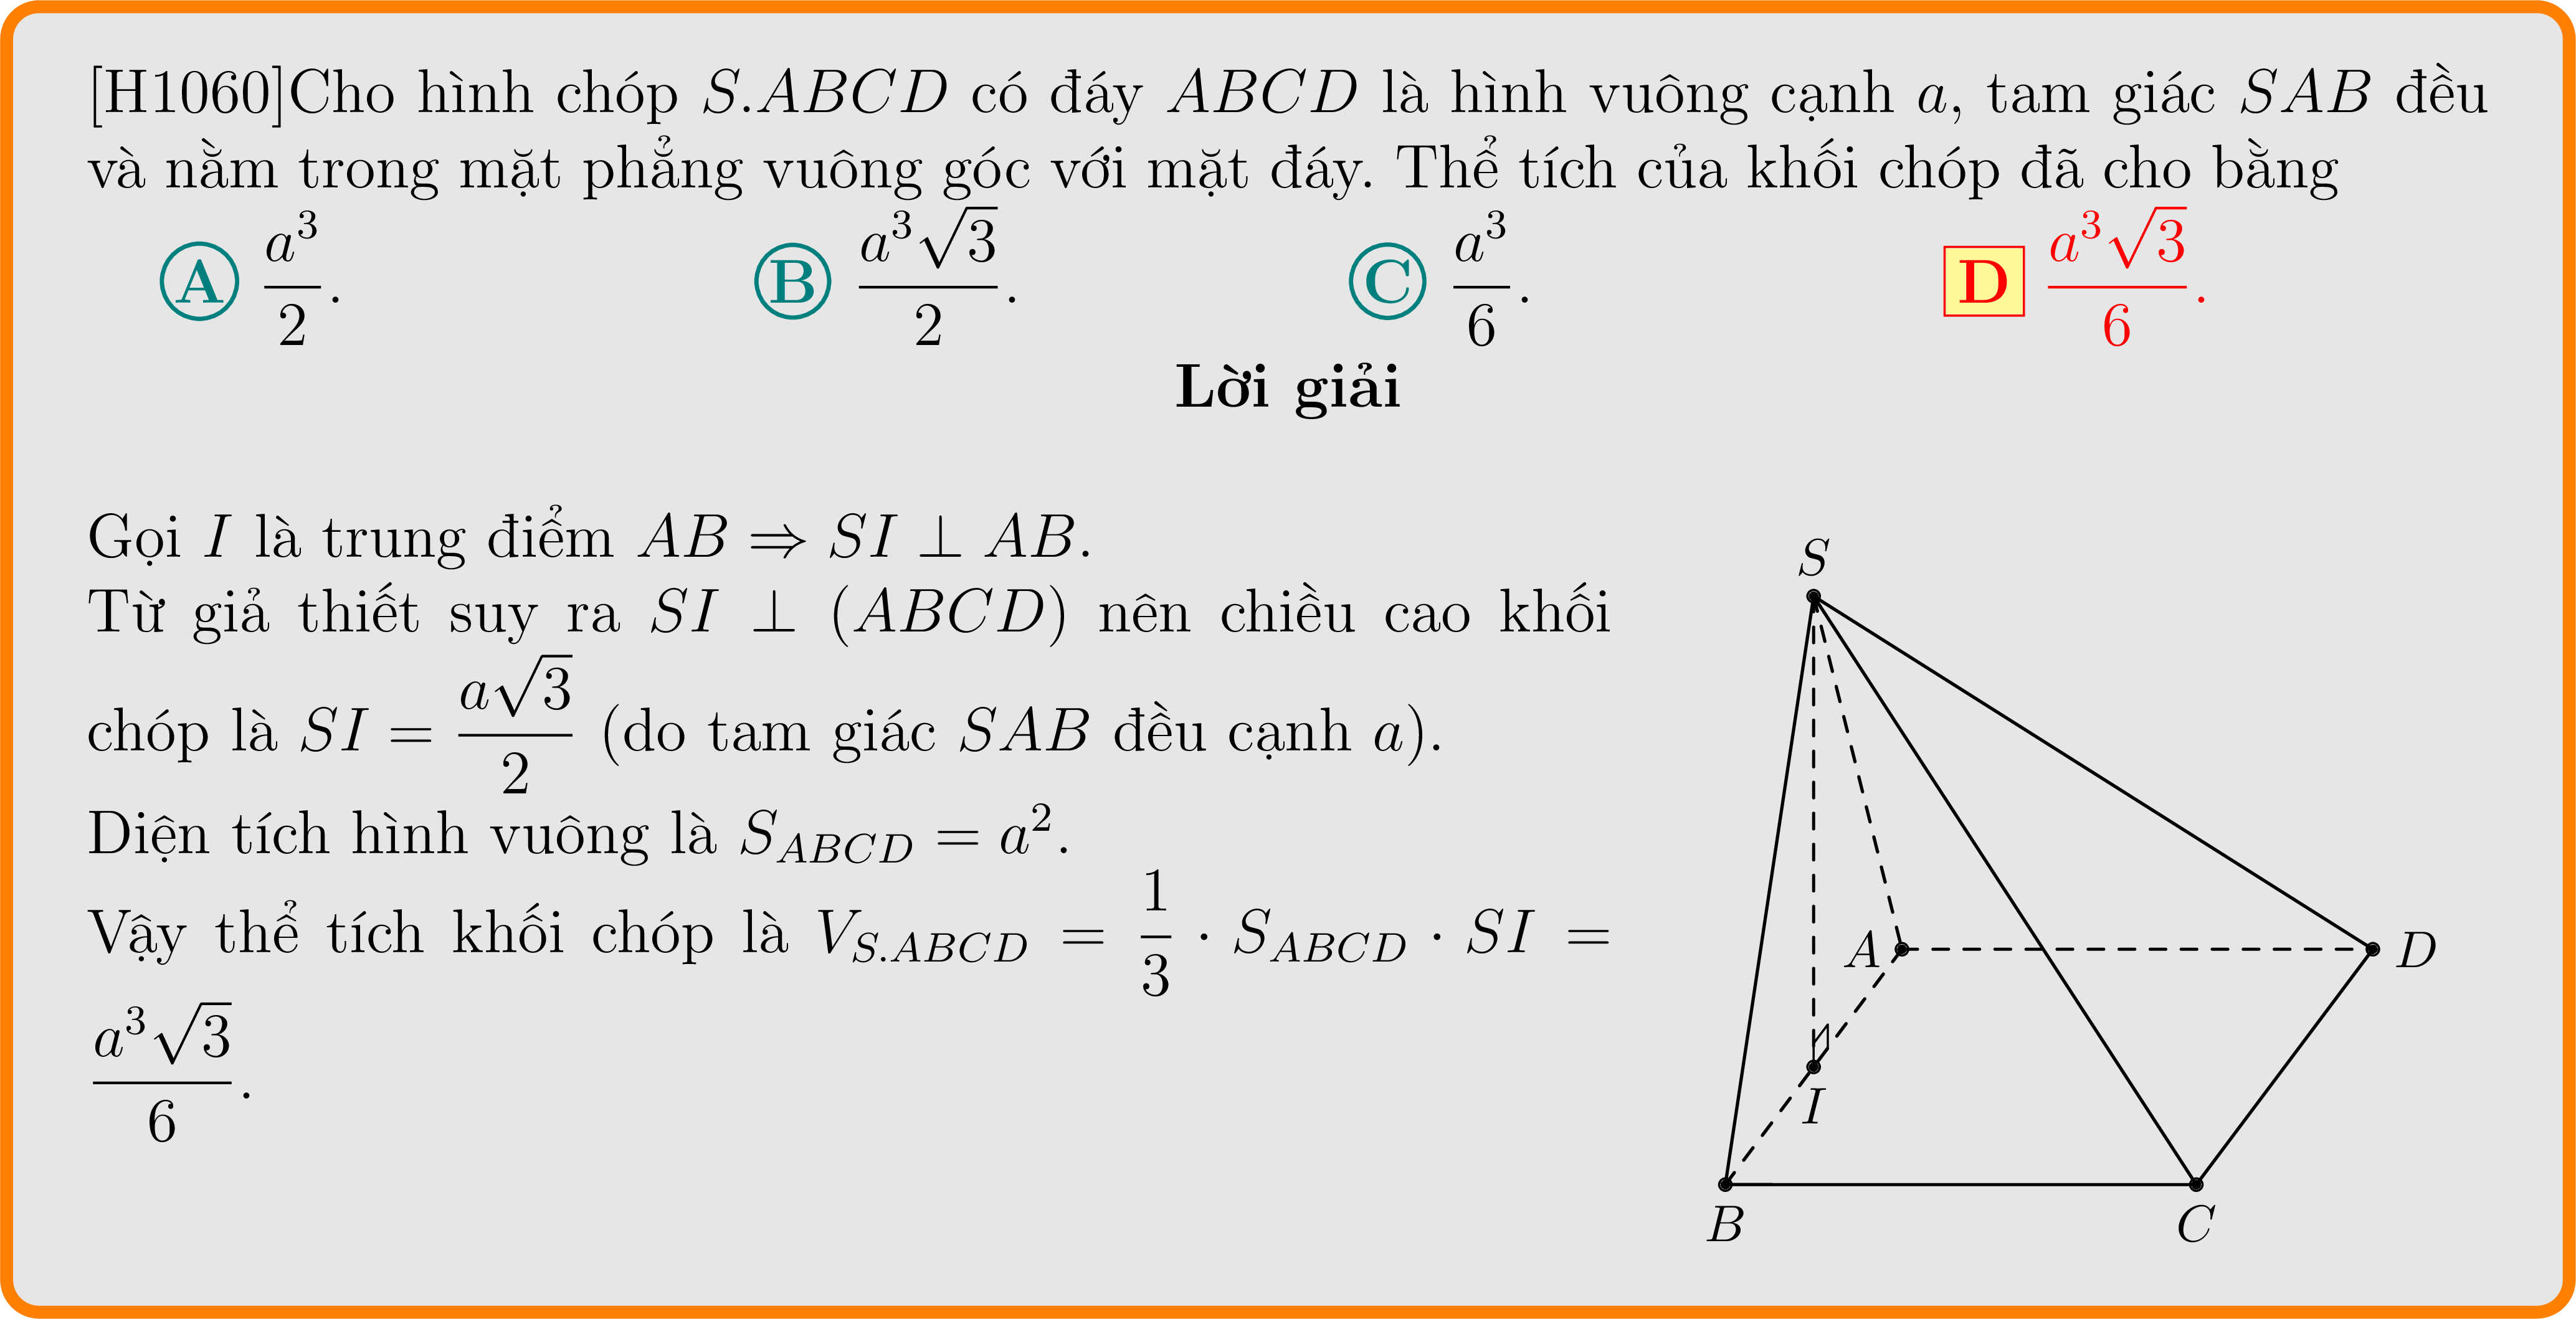 [H1060]Cho hình chóp S.ABCD có đáy ABCD là hình vuông cạnh a, tam giác SAB đều
và nằm trong mặt phẳng vuông góc với mặt đáy. Thể tích của khối chóp đã cho bằng
A $\frac{a^3}{2}$. B $\frac{a^3\sqrt{3}}{2}$. C $\frac{a^3}{6}$. D $\frac{a^3\sqrt{3}}{6}$.
Lời giải
Gọi I là trung điểm AB ⇒ SI ⊥ AB.
Từ giả thiết suy ra SI ⊥ (ABCD) nên chiều cao khối
chóp là SI = $\frac{a\sqrt{3}}{2}$ (do tam giác SAB đều cạnh a).
Diện tích hình vuông là $S_{ABCD} = a^2$.
Vậy thể tích khối chóp là $V_{S.ABCD} = \frac{1}{3} \cdot S_{ABCD} \cdot SI =$
$\frac{a^3\sqrt{3}}{6}$.
S
A
D
I
B
C